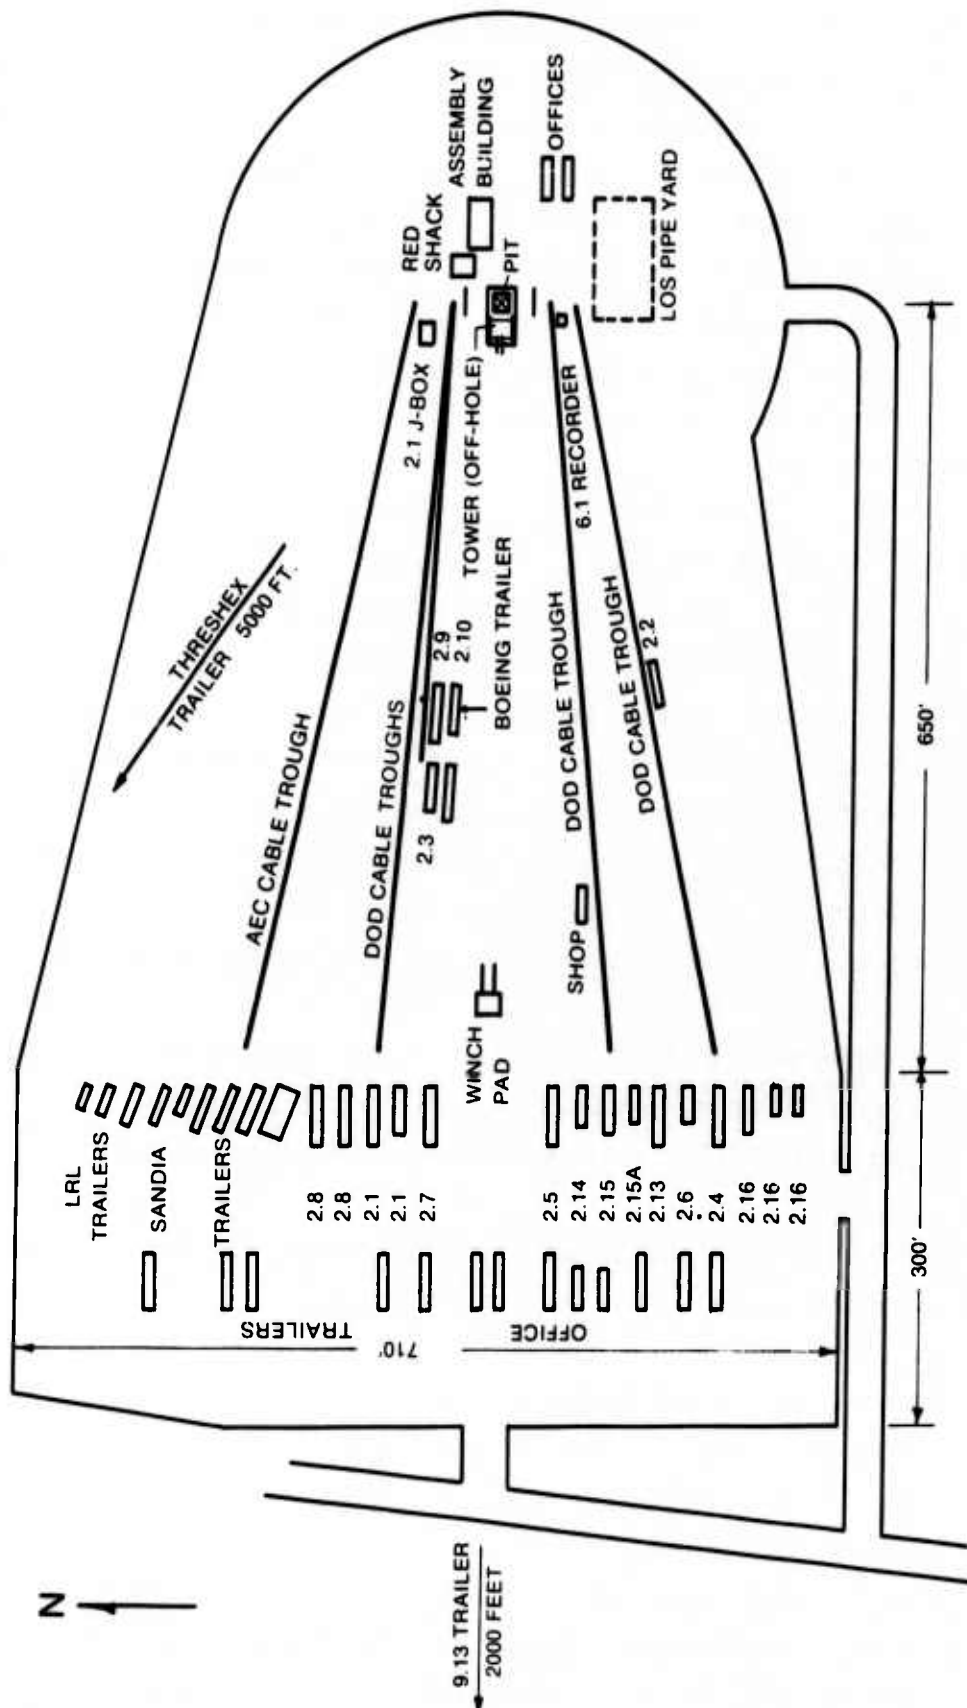 ASSEMBLY
BUILDING
OFFICES
RED
SHACK
PIT
LOS PIPE YARD
2.1 J-BOX
TOWER (OFF-HOLE)
6.1 RECORDER
THRESHEX
TRAILER 5000 FT.
2.9
2.10
BOEING TRAILER
AEC CABLE TROUGH
DOD CABLE TROUGHS
DOD CABLE TROUGH
DOD CABLE TROUGH
2.2
2.3
650'
SHOP
WINCH
PAD
LRL
TRAILERS
SANDIA
TRAILERS
2.8
2.8
2.1
2.1
2.7
2.5
2.14
2.15
2.15A
2.13
2.6
2.4
2.16
2.16
2.16
300'
OFFICE
TRAILERS
710'
N
9.13 TRAILER
2000 FEET